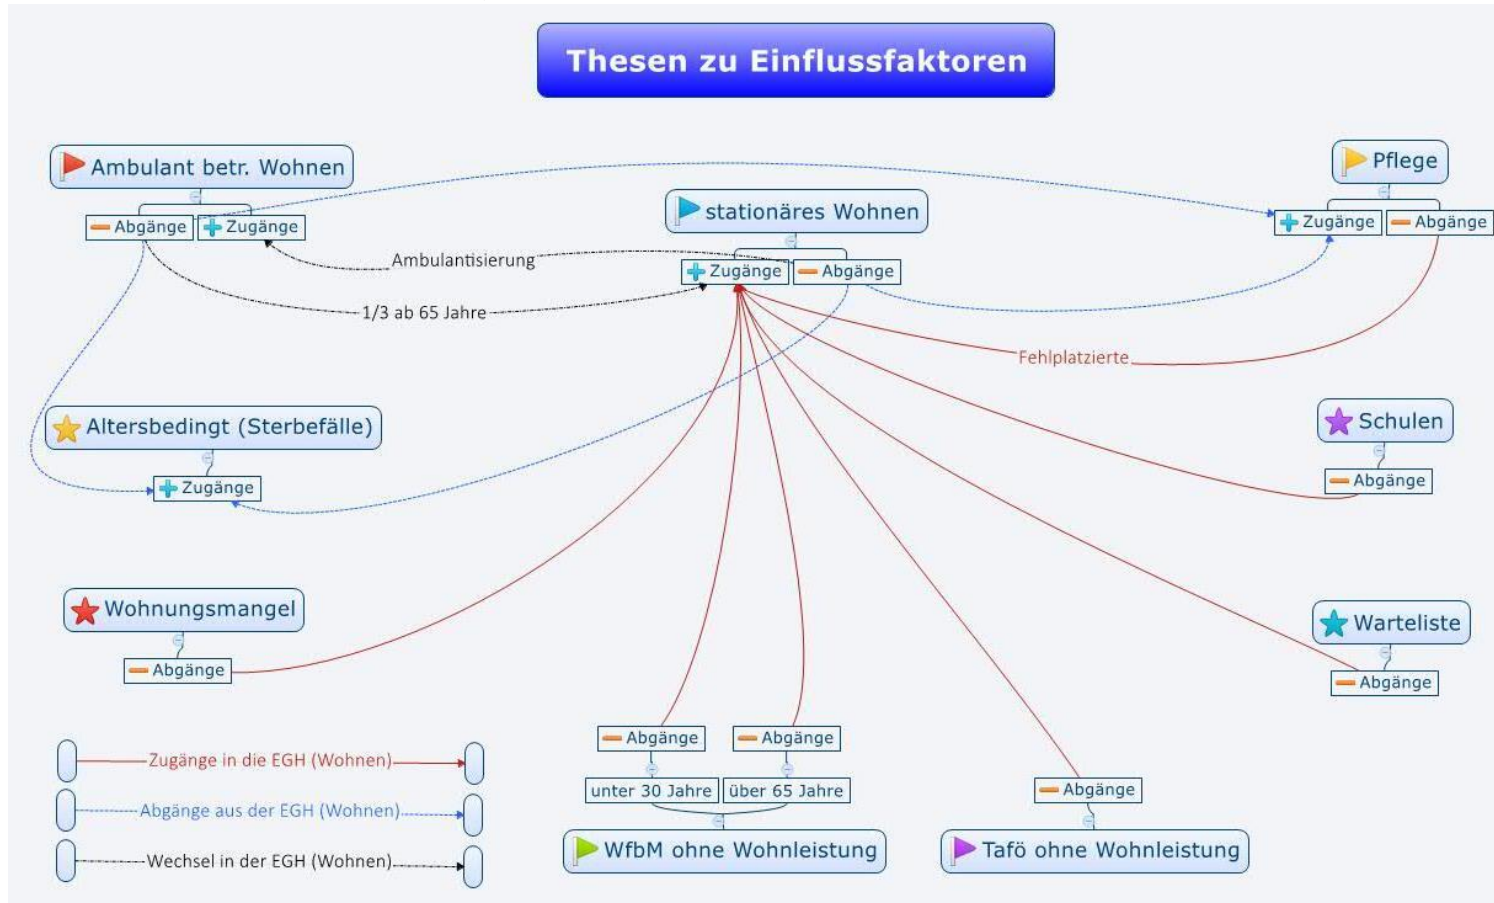 Thesen zu Einflussfaktoren
Ambulant betr. Wohnen
Abgänge
Zugänge
stationäres Wohnen
Zugänge
Abgänge
Pflege
Zugänge
Abgänge
Ambulantisierung
1/3 ab 65 Jahre
Fehlplatzierte
Altersbedingt (Sterbefälle)
Zugänge
Schulen
Abgänge
Wohnungsmangel
Abgänge
Warteliste
Abgänge
Abgänge
Abgänge
unter 30 Jahre
über 65 Jahre
WfbM ohne Wohnleistung
Abgänge
Tafö ohne Wohnleistung
Zugänge in die EGH (Wohnen)
Abgänge aus der EGH (Wohnen)
Wechsel in der EGH (Wohnen)